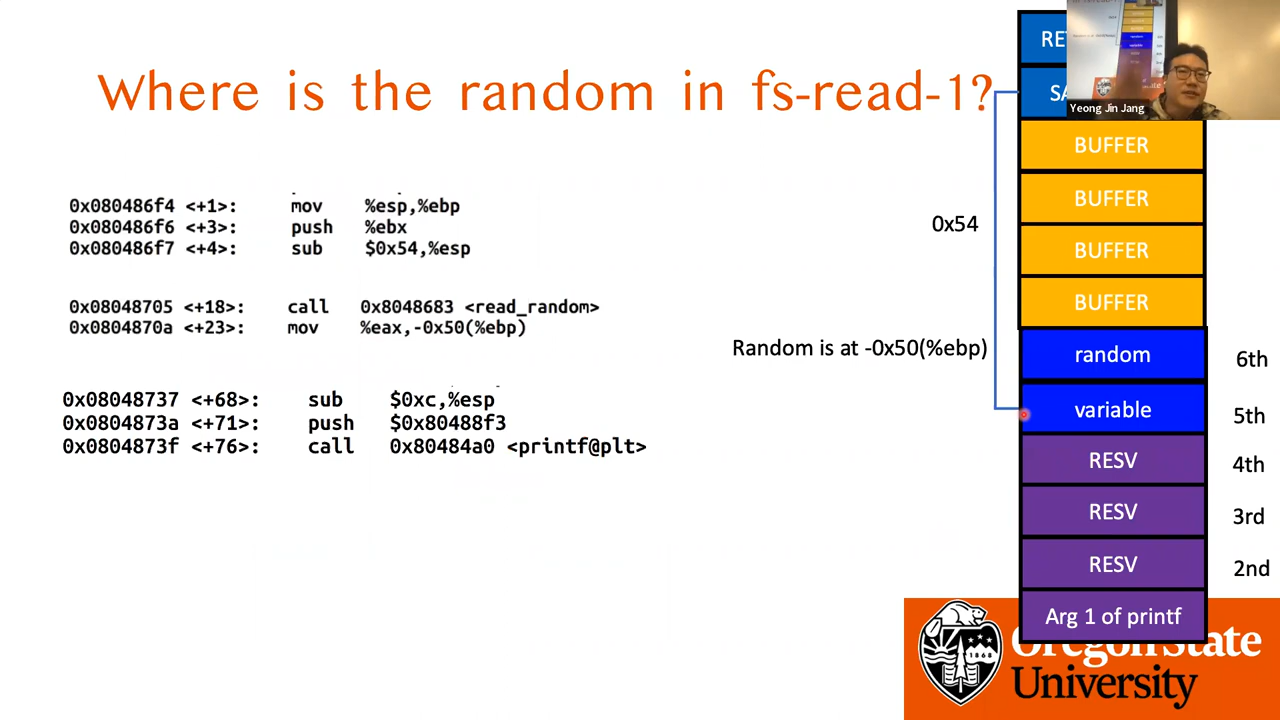 Where is the random in fs-read-1?
0x080486f4 <+1>: mov %esp,%ebp
0x080486f6 <+3>: push %ebx
0x080486f7 <+4>: sub $0x54,%esp
0x08048705 <+18>: call 0x8048683 <read_random>
0x0804870a <+23>: mov %eax,-0x50(%ebp)
0x08048737 <+68>: sub $0xc,%esp
0x0804873a <+71>: push $0x80488f3
0x0804873f <+76>: call 0x80484a0 <printf@plt>
0x54
Random is at -0x50(%ebp)
Yeong Jin Jang
BUFFER
BUFFER
BUFFER
BUFFER
random 6th
variable 5th
RESV 4th
RESV 3rd
RESV 2nd
Arg 1 of printf
Oregon State
University
1868